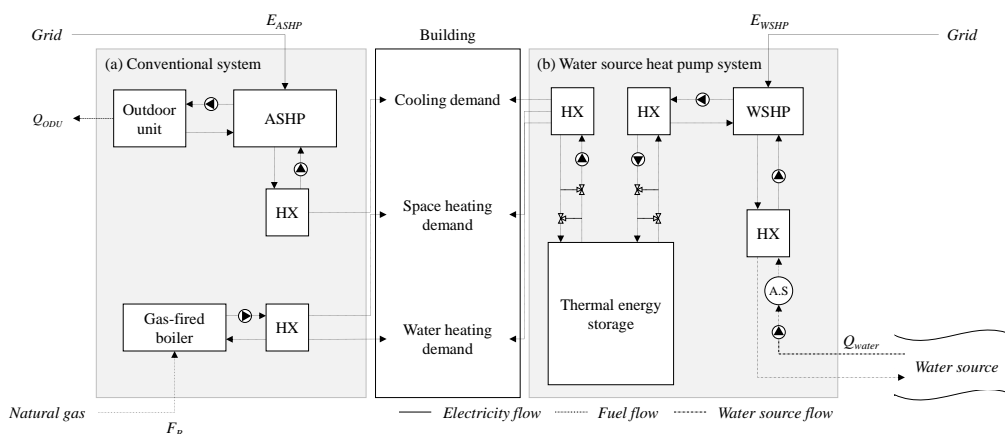 E_ASHP
E_WSHP
Grid
Building
Grid
(a) Conventional system
(b) Water source heat pump system
Outdoor
unit
ASHP
Cooling demand
HX
HX
WSHP
Q_ODU
HX
Space heating
demand
HX
A.S
Gas-fired
boiler
HX
Water heating
demand
Thermal energy
storage
Q_water
Water source
Natural gas
F_B
Electricity flow
Fuel flow
Water source flow